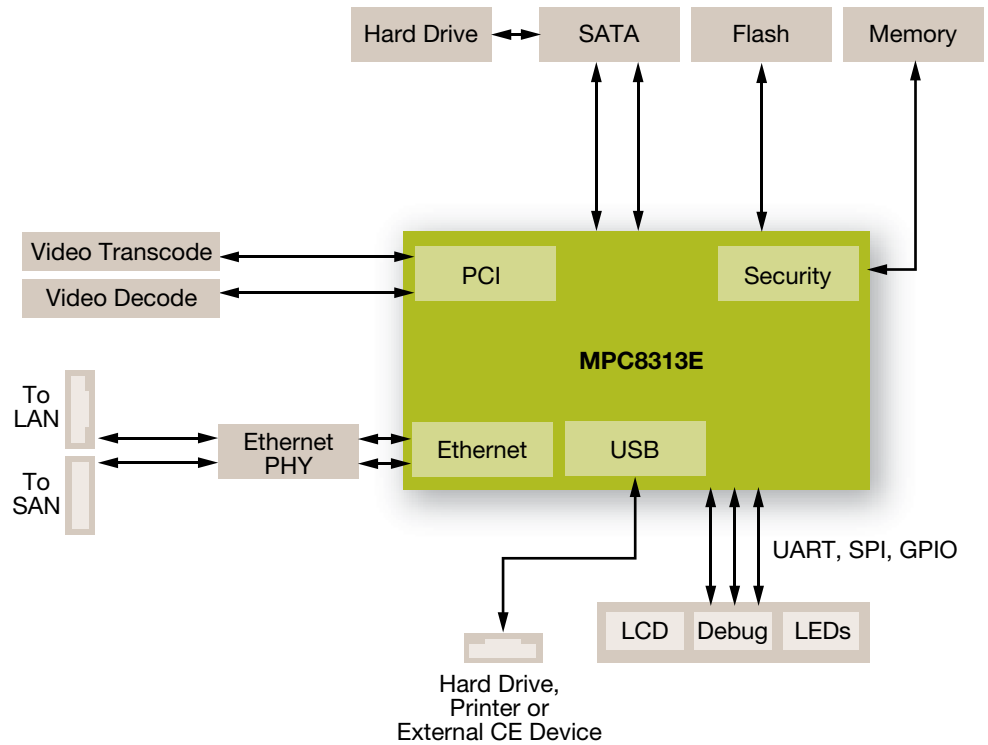 Hard Drive
SATA
Flash
Memory
Video Transcode
Video Decode
PCI
Security
MPC8313E
To
LAN
To
SAN
Ethernet
PHY
Ethernet
USB
UART, SPI, GPIO
LCD
Debug
LEDs
Hard Drive,
Printer or
External CE Device